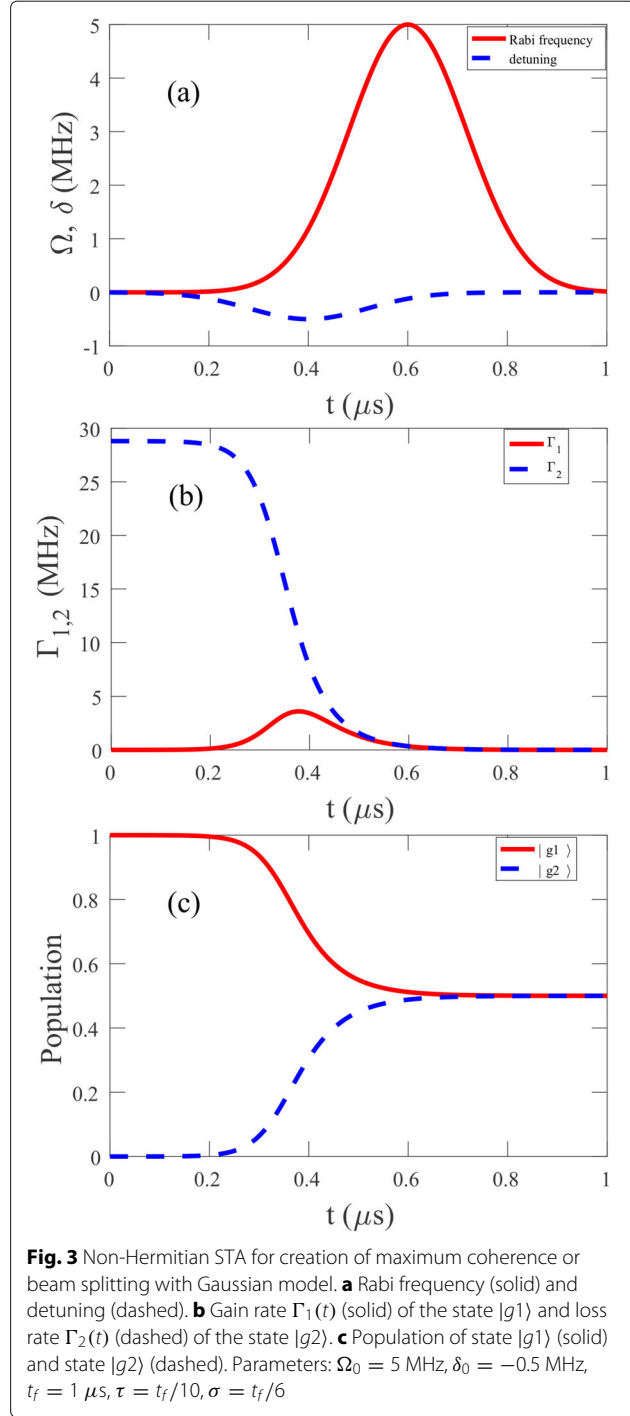 5
4
3
2
1
0
-1
Ω, δ (MHz)
(a)
Rabi frequency
detuning
0 0.2 0.4 0.6 0.8 1
t (μs)
30
25
20
15
10
5
0
Γ1,2 (MHz)
(b)
Γ1
Γ2
0 0.2 0.4 0.6 0.8 1
t (μs)
1
0.8
0.6
0.4
0.2
0
Population
(c)
| g1 ⟩
| g2 ⟩
0 0.2 0.4 0.6 0.8 1
t (μs)
Fig. 3 Non-Hermitian STA for creation of maximum coherence or
beam splitting with Gaussian model. a Rabi frequency (solid) and
detuning (dashed). b Gain rate Γ1(t) (solid) of the state |g1⟩ and loss
rate Γ2(t) (dashed) of the state |g2⟩. c Population of state |g1⟩ (solid)
and state |g2⟩ (dashed). Parameters: Ω0 = 5 MHz, δ0 = −0.5 MHz,
tf = 1 μs, τ = tf/10, σ = tf/6